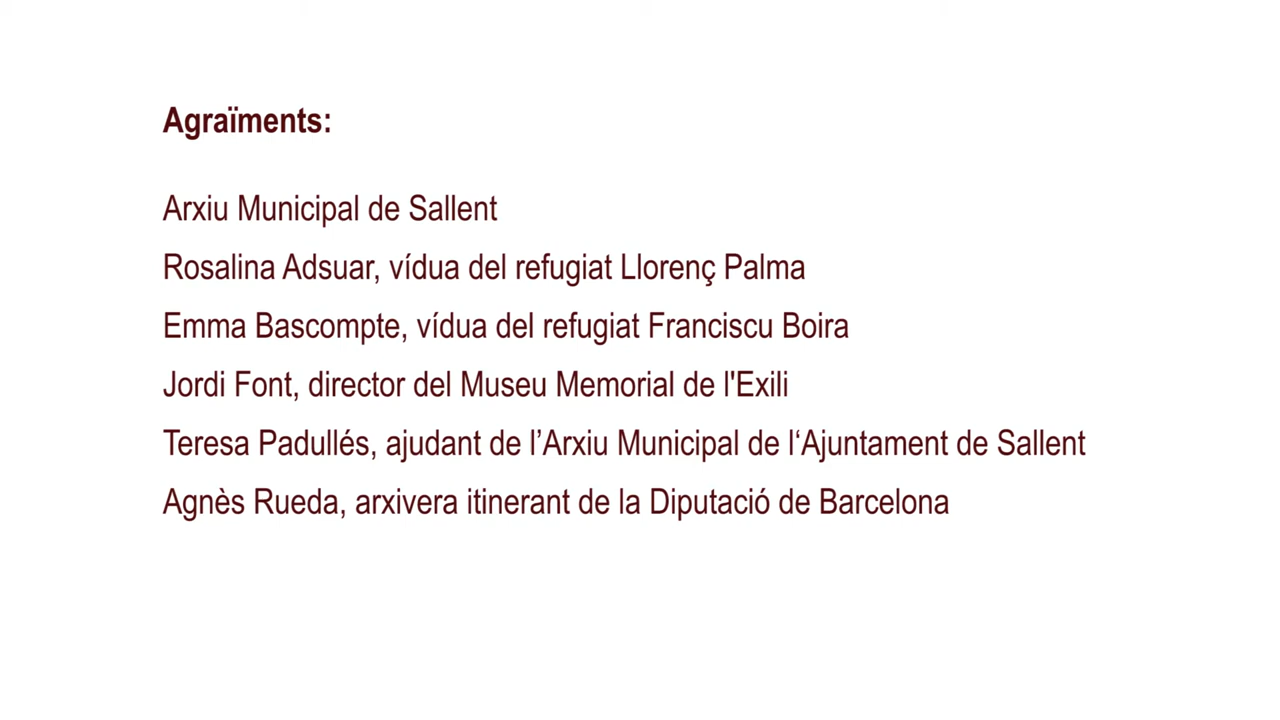 Agraïments:
Arxiu Municipal de Sallent
Rosalina Adsuar, vídua del refugiat Llorenç Palma
Emma Bascompte, vídua del refugiat Franciscu Boira
Jordi Font, director del Museu Memorial de l'Exili
Teresa Padullés, ajudant de l’Arxiu Municipal de l‘Ajuntament de Sallent
Agnès Rueda, arxivera itinerant de la Diputació de Barcelona